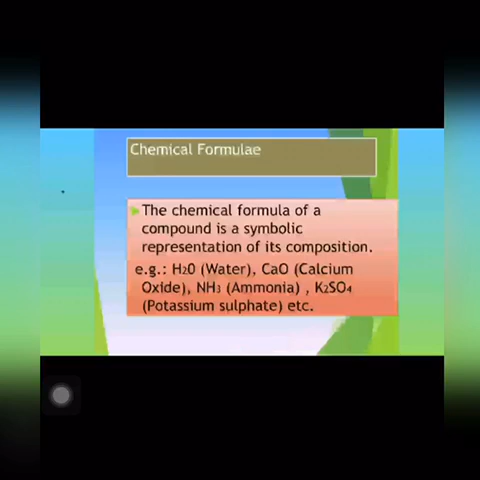 Chemical Formulae
The chemical formula of a
compound is a symbolic
representation of its composition.
e.g.: H₂0 (Water), CaO (Calcium
Oxide), NH₃ (Ammonia) , K₂SO₄
(Potassium sulphate) etc.